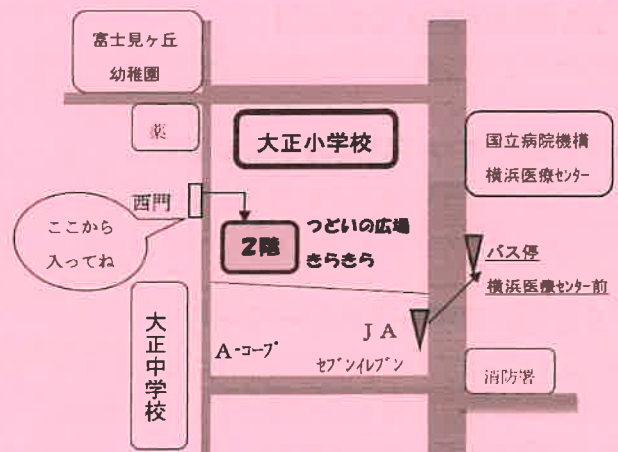 富士見ヶ丘
幼稚園
薬
大正小学校
国立病院機構
横浜医療センター
西門
ここから
入ってね
2階
つどいの広場
きらきら
バス停
横浜医療センター前
大正中学校
A-コープ
JA
セブンイレブン
消防署